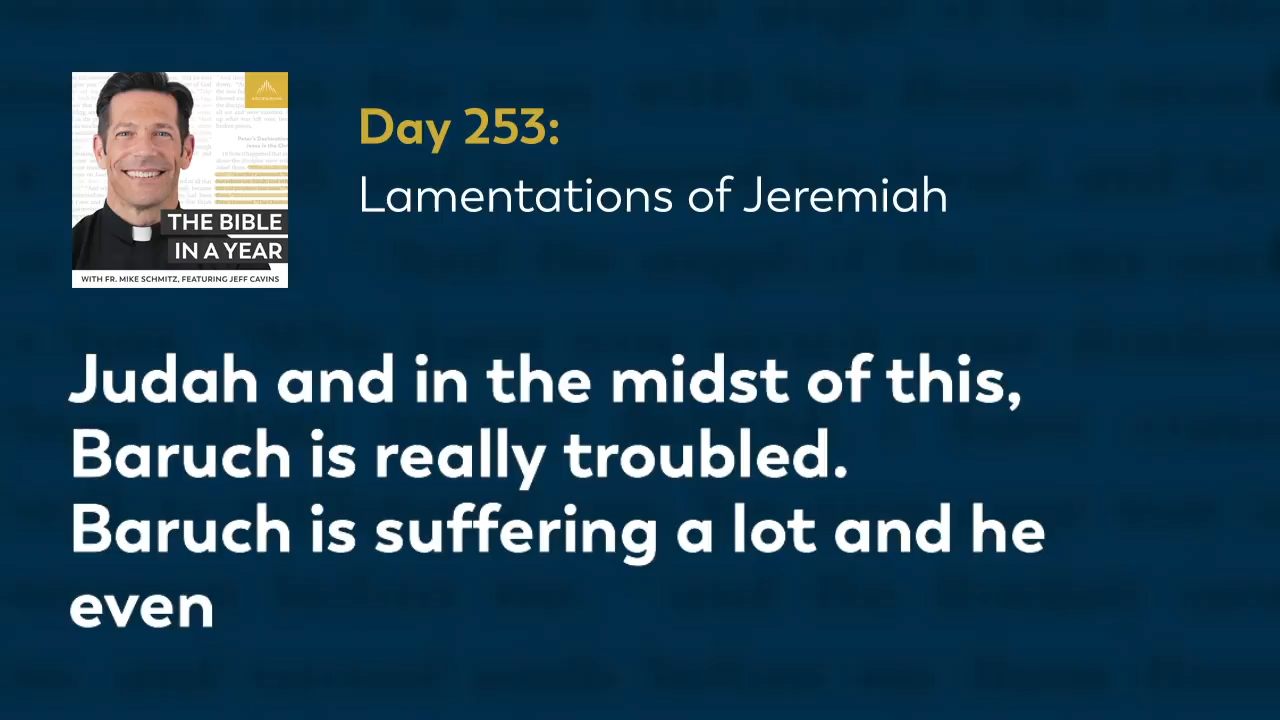 THE BIBLE
IN A YEAR
WITH FR. MIKE SCHMITZ, FEATURING JEFF CAVINS
Day 253:
Lamentations of Jeremiah
Judah and in the midst of this,
Baruch is really troubled.
Baruch is suffering a lot and he
even